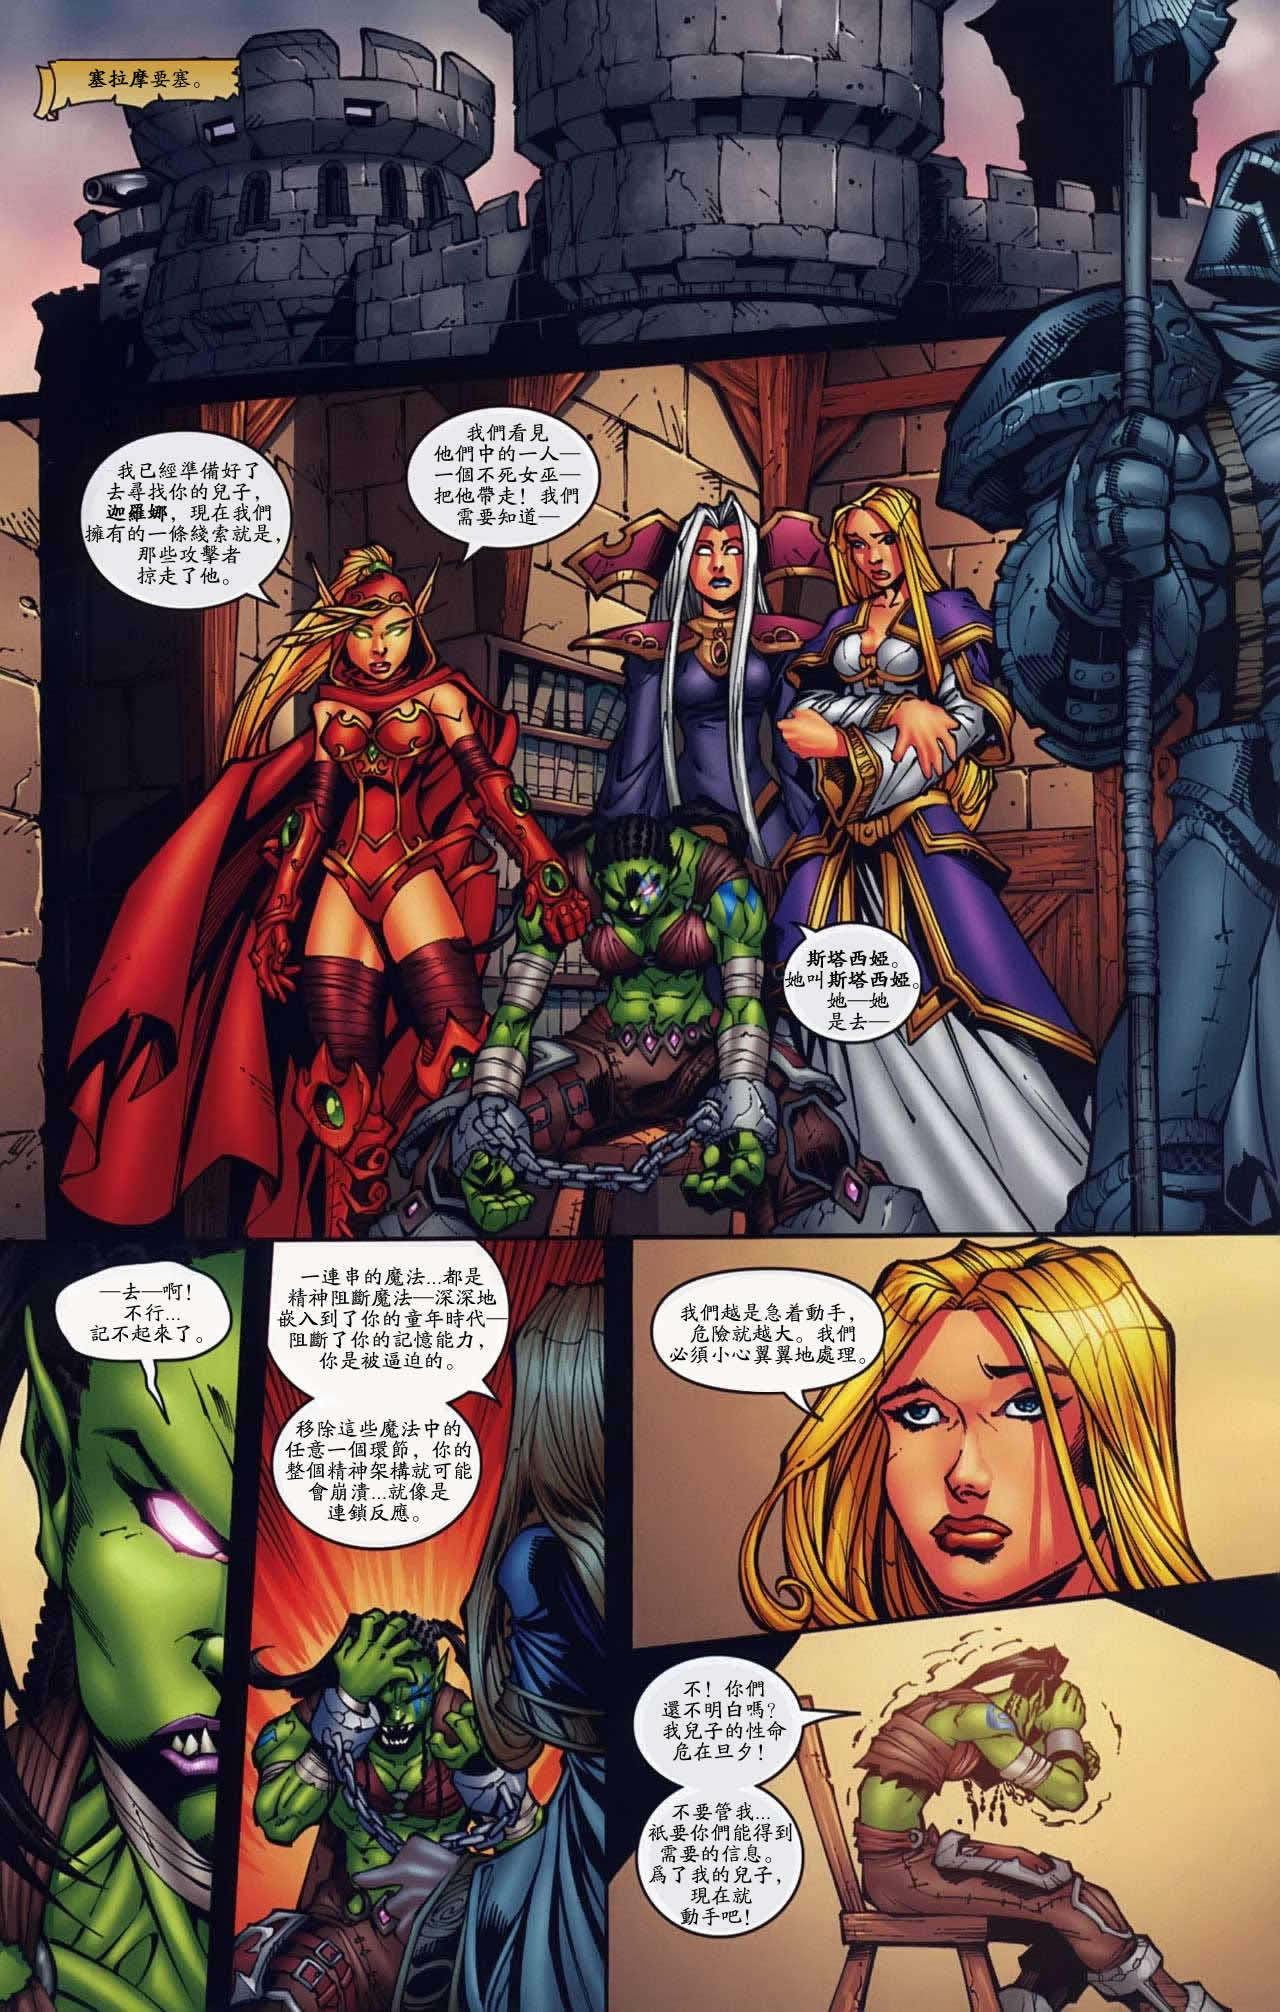 塞拉摩要塞。
我已經準備好了
去尋找你的兒子，
迦羅娜，現在我們
擁有的一條綫索就是，
那些攻擊者
掠走了他。
我們看見
他們中的一人—
一個不死女巫—
把他帶走！我們
需要知道—
斯塔西婭。
她叫斯塔西婭。
她—她
是去—
—去—啊！
不行…
記不起來了。
一連串的魔法…都是
精神阻斷魔法—深深地
嵌入到了你的童年時代—
阻斷了你的記憶能力，
你是被逼迫的。
移除這些魔法中的
任意一個環節，你的
整個精神架構就可能
會崩潰…就像是
連鎖反應。
我們越是急着動手，
危險就越大。我們
必須小心翼翼地處理。
不！你們
還不明白嗎？
我兒子的性命
危在旦夕！
不要管我…
衹要你們能得到
需要的信息。
爲了我的兒子，
現在就
動手吧！